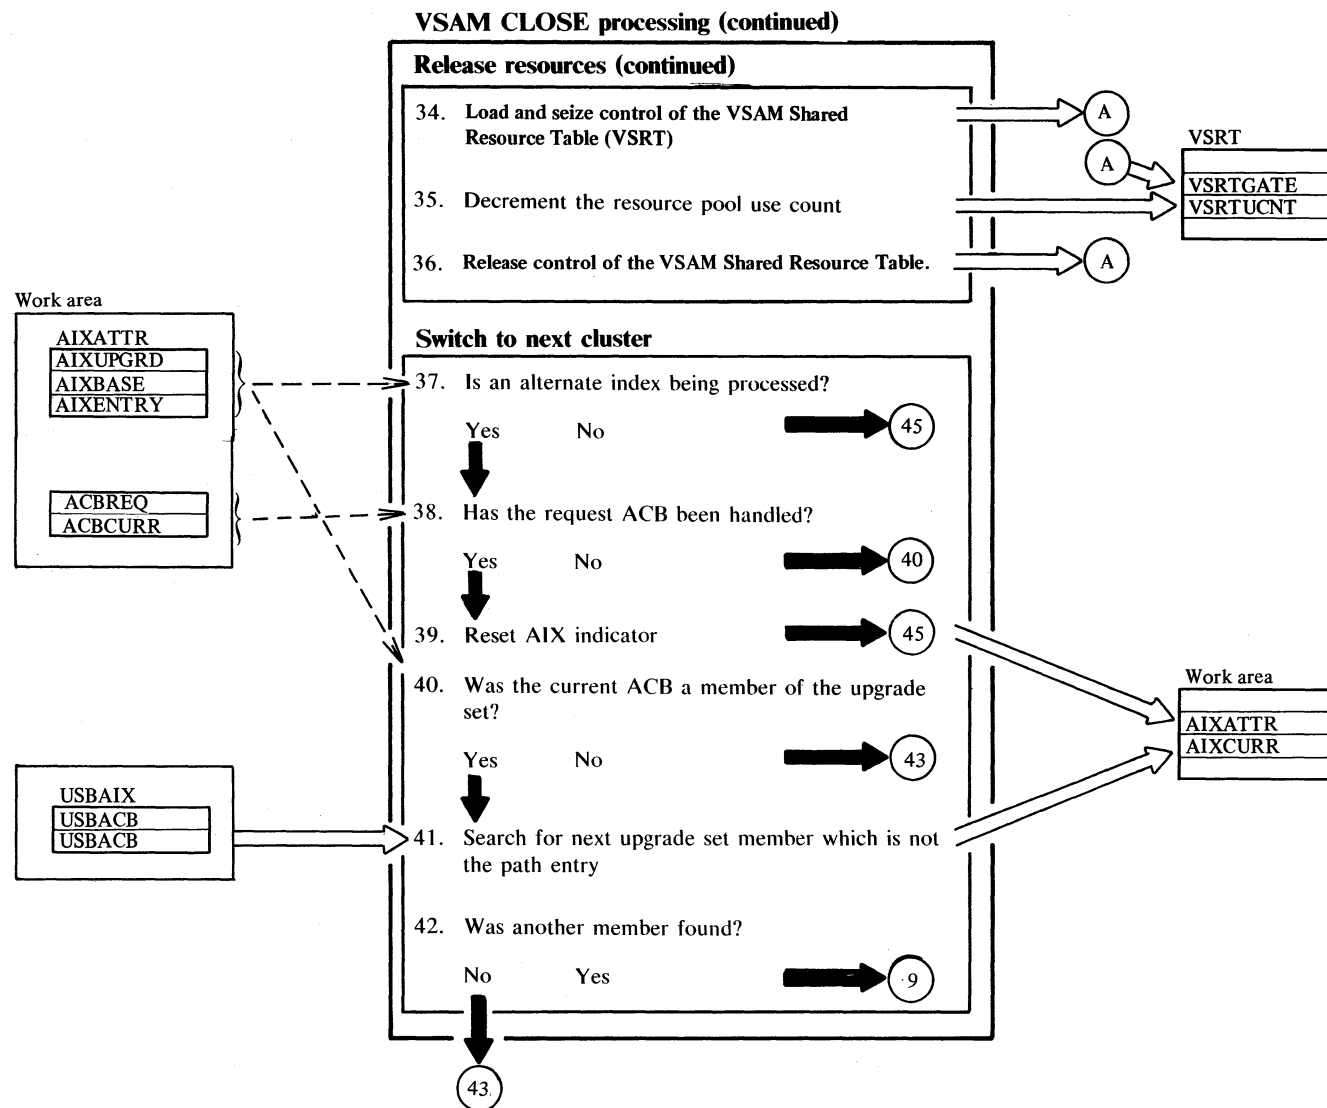 VSAM CLOSE processing (continued)
Release resources (continued)
34. Load and seize control of the VSAM Shared
Resource Table (VSRT)
A
VSRT
A
VSRTGATE
35. Decrement the resource pool use count
VSRTUCNT
36. Release control of the VSAM Shared Resource Table.
A
Work area
AIXATTR
AIXUPGRD
AIXBASE
AIXENTRY
ACBREQ
ACBCURR
Switch to next cluster
37. Is an alternate index being processed?
Yes No 45
38. Has the request ACB been handled?
Yes No 40
39. Reset AIX indicator 45
40. Was the current ACB a member of the upgrade
set?
Yes No 43
Work area
AIXATTR
AIXCURR
USBAIX
USBACB
USBACB
41. Search for next upgrade set member which is not
the path entry
42. Was another member found?
No Yes 9
43